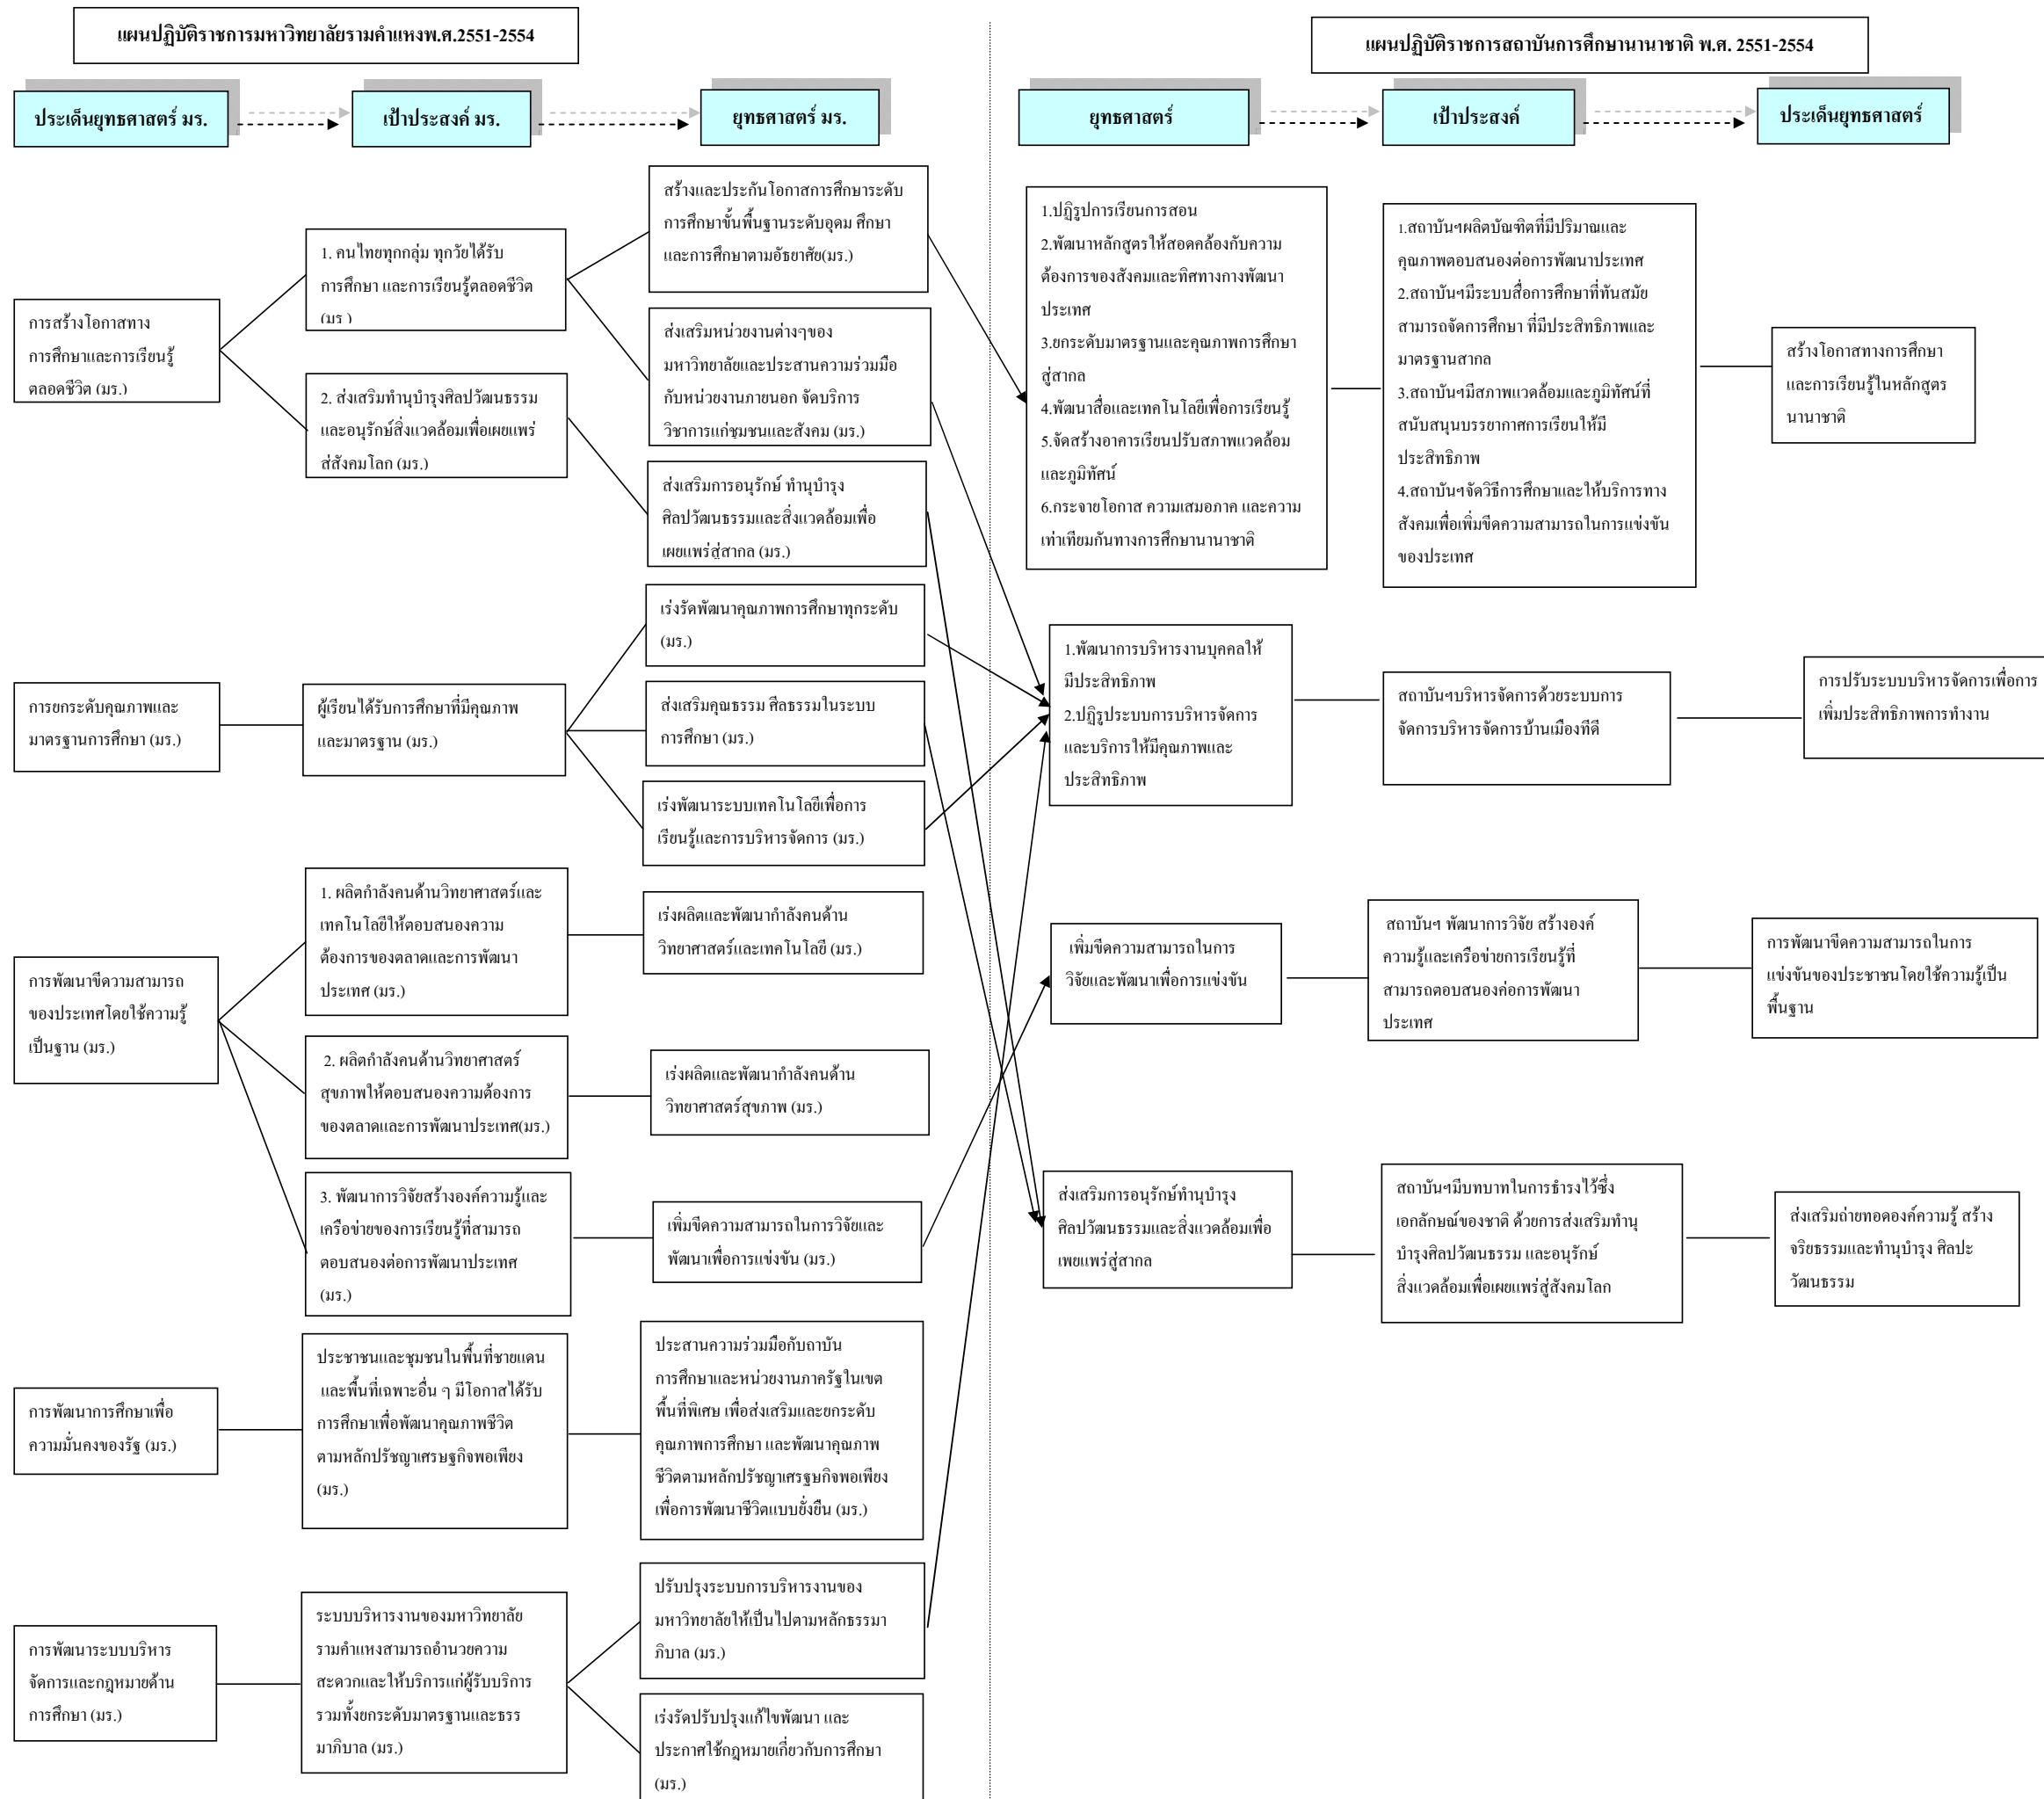 แผนปฏิบัติราชการมหาวิทยาลัยรามคำแหงพ.ศ.2551-2554
แผนปฏิบัติราชการสถาบันการศึกษานานาชาติ พ.ศ. 2551-2554
ประเด็นยุทธศาสตร์ มร.
เป้าประสงค์ มร.
ยุทธศาสตร์ มร.
ยุทธศาสตร์
เป้าประสงค์
ประเด็นยุทธศาสตร์
การสร้างโอกาสทาง
การศึกษาและการเรียนรู้
ตลอดชีวิต (มร.)
1. คนไทยทุกกลุ่ม ทุกวัยได้รับ
การศึกษา และการเรียนรู้ตลอดชีวิต
(มร.)
2. ส่งเสริมทำนุบำรุงศิลปวัฒนธรรม
และอนุรักษ์สิ่งแวดล้อมเพื่อเผยแพร่
สู่สังคมโลก (มร.)
สร้างและประกันโอกาสการศึกษาระดับ
การศึกษาขั้นพื้นฐานระดับอุดม ศึกษา
และการศึกษาตามอัธยาศัย(มร.)
ส่งเสริมหน่วยงานต่างๆของ
มหาวิทยาลัยและประสานความร่วมมือ
กับหน่วยงานภายนอก จัดบริการ
วิชาการแก่ชุมชนและสังคม (มร.)
ส่งเสริมการอนุรักษ์ ทำนุบำรุง
ศิลปวัฒนธรรมและสิ่งแวดล้อมเพื่อ
เผยแพร่สู่สากล (มร.)
การยกระดับคุณภาพและ
มาตรฐานการศึกษา (มร.)
ผู้เรียนได้รับการศึกษาที่มีคุณภาพ
และมาตรฐาน (มร.)
เร่งรัดพัฒนาคุณภาพการศึกษาทุกระดับ
(มร.)
ส่งเสริมคุณธรรม ศีลธรรมในระบบ
การศึกษา (มร.)
เร่งพัฒนาระบบเทคโนโลยีเพื่อการ
เรียนรู้และการบริหารจัดการ (มร.)
การพัฒนาขีดความสามารถ
ของประเทศโดยใช้ความรู้
เป็นฐาน (มร.)
1. ผลิตกำลังคนด้านวิทยาศาสตร์และ
เทคโนโลยีให้ตอบสนองความ
ต้องการของตลาดและการพัฒนา
ประเทศ (มร.)
2. ผลิตกำลังคนด้านวิทยาศาสตร์
สุขภาพให้ตอบสนองความต้องการ
ของตลาดและการพัฒนาประเทศ(มร.)
3. พัฒนาการวิจัยสร้างองค์ความรู้และ
เครือข่ายของการเรียนรู้ที่สามารถ
ตอบสนองต่อการพัฒนาประเทศ
(มร.)
เร่งผลิตและพัฒนากำลังคนด้าน
วิทยาศาสตร์และเทคโนโลยี (มร.)
เร่งผลิตและพัฒนากำลังคนด้าน
วิทยาศาสตร์สุขภาพ (มร.)
เพิ่มขีดความสามารถในการวิจัยและ
พัฒนาเพื่อการแข่งขัน (มร.)
การพัฒนาการศึกษาเพื่อ
ความมั่นคงของรัฐ (มร.)
ประชาชนและชุมชนในพื้นที่ชายแดน
และพื้นที่เฉพาะอื่น ๆ มีโอกาสได้รับ
การศึกษาเพื่อพัฒนาคุณภาพชีวิต
ตามหลักปรัชญาเศรษฐกิจพอเพียง
(มร.)
ประสานความร่วมมือกับถาบัน
การศึกษาและหน่วยงานภาครัฐในเขต
พื้นที่พิเศษ เพื่อส่งเสริมและยกระดับ
คุณภาพการศึกษา และพัฒนาคุณภาพ
ชีวิตตามหลักปรัชญาเศรฐษกิจพอเพียง
เพื่อการพัฒนาชีวิตแบบยั่งยืน (มร.)
การพัฒนาระบบบริหาร
จัดการและกฎหมายด้าน
การศึกษา (มร.)
ระบบบริหารงานของมหาวิทยาลัย
รามคำแหงสามารถอำนวยความ
สะดวกและให้บริการแก่ผู้รับบริการ
รวมทั้งยกระดับมาตรฐานและธรร
มาภิบาล (มร.)
ปรับปรุงระบบการบริหารงานของ
มหาวิทยาลัยให้เป็นไปตามหลักธรรมา
ภิบาล (มร.)
เร่งรัดปรับปรุงแก้ไขพัฒนา และ
ประกาศใช้กฎหมายเกี่ยวกับการศึกษา
(มร.)
1.ปฏิรูปการเรียนการสอน
2.พัฒนาหลักสูตรให้สอดคล้องกับความ
ต้องการของสังคมและทิศทางกางพัฒนา
ประเทศ
3.ยกระดับมาตรฐานและคุณภาพการศึกษา
สู่สากล
4.พัฒนาสื่อและเทคโนโลยีเพื่อการเรียนรู้
5.จัดสร้างอาคารเรียนปรับสภาพแวดล้อม
และภูมิทัศน์
6.กระจายโอกาส ความเสมอภาค และความ
เท่าเทียมกันทางการศึกษานานาชาติ
1.สถาบันฯผลิตบัณฑิตที่มีปริมาณและ
คุณภาพตอบสนองต่อการพัฒนาประเทศ
2.สถาบันฯมีระบบสื่อการศึกษาที่ทันสมัย
สามารถจัดการศึกษา ที่มีประสิทธิภาพและ
มาตรฐานสากล
3.สถาบันฯมีสภาพแวดล้อมและภูมิทัศน์ที่
สนับสนุนบรรยากาศการเรียนให้มี
ประสิทธิภาพ
4.สถาบันฯจัดวิธีการศึกษาและให้บริการทาง
สังคมเพื่อเพิ่มขีดความสามารถในการแข่งขัน
ของประเทศ
สร้างโอกาสทางการศึกษา
และการเรียนรู้ในหลักสูตร
นานาชาติ
1.พัฒนาการบริหารงานบุคคลให้
มีประสิทธิภาพ
2.ปฏิรูประบบการบริหารจัดการ
และบริการให้มีคุณภาพและ
ประสิทธิภาพ
สถาบันฯบริหารจัดการด้วยระบบการ
จัดการบริหารจัดการบ้านเมืองทีดี
การปรับระบบบริหารจัดการเพื่อการ
เพิ่มประสิทธิภาพการทำงาน
เพิ่มขีดความสามารถในการ
วิจัยและพัฒนาเพื่อการแข่งขัน
สถาบันฯ พัฒนาการวิจัย สร้างองค์
ความรู้และเครือข่ายการเรียนรู้ที่
สามารถตอบสนองค่อการพัฒนา
ประเทศ
การพัฒนาขีดความสามารถในการ
แข่งขันของประชาชนโดยใช้ความรู้เป็น
พื้นฐาน
ส่งเสริมการอนุรักษ์ทำนุบำรุง
ศิลปวัฒนธรรมและสิ่งแวดล้อมเพื่อ
เพยแพร่สู่สากล
สถาบันฯมีบทบาทในการธำรงไว้ซึ่ง
เอกลักษณ์ของชาติ ด้วยการส่งเสริมทำนุ
บำรุงศิลปวัฒนธรรม และอนุรักษ์
สิ่งแวดล้อมเพื่อเผยแพร่สู่สังคมโลก
ส่งเสริมถ่ายทอดองค์ความรู้ สร้าง
จริยธรรมและทำนุบำรุง ศิลปะ
วัฒนธรรม